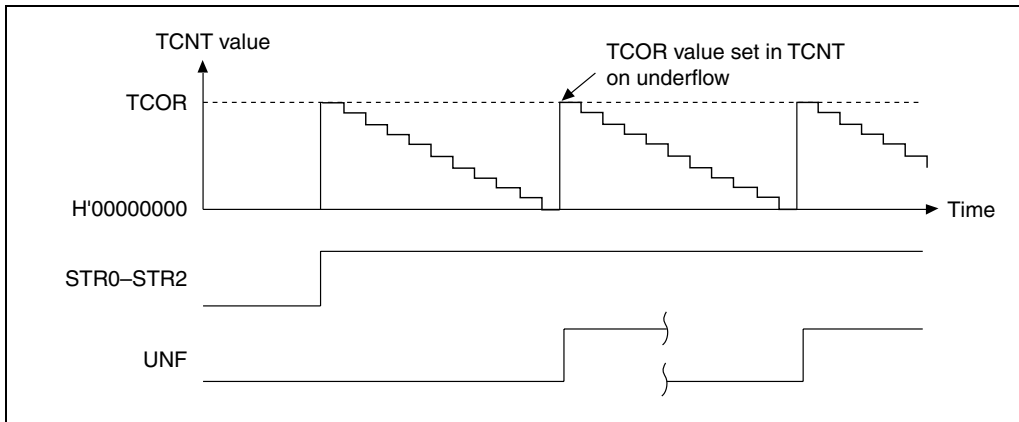 TCNT value
TCOR value set in TCNT
on underflow
TCOR
H'00000000
Time
STR0–STR2
UNF